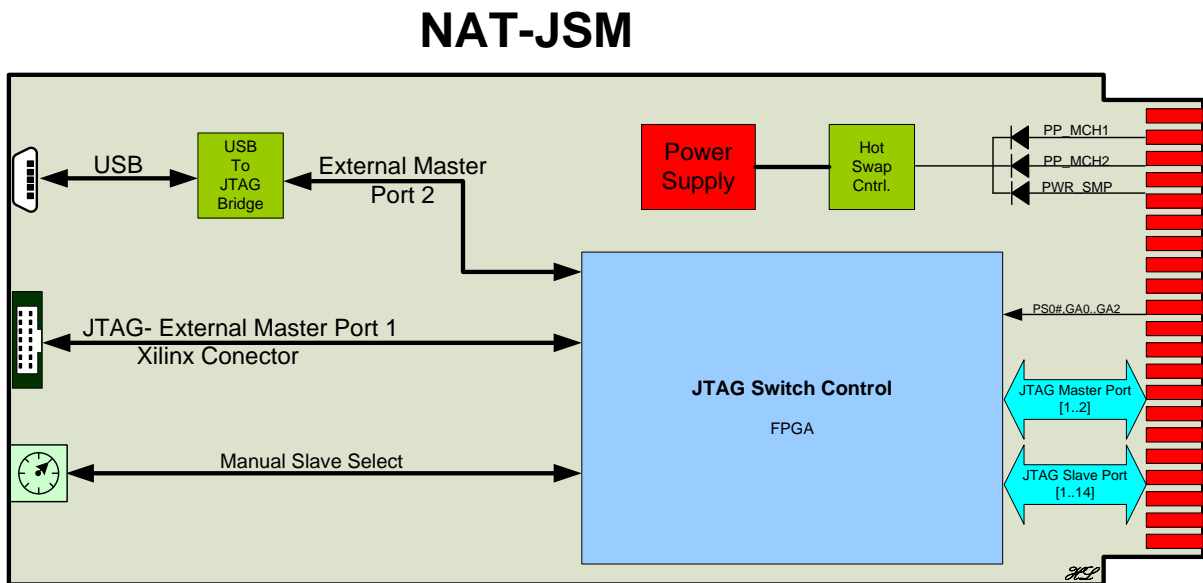 NAT-JSM
USB
USB
To
JTAG
Bridge
External Master
Port 2
Power
Supply
Hot
Swap
Cntrl.
PP_MCH1
PP_MCH2
PWR_SMP
JTAG- External Master Port 1
Xilinx Conector
PS0#,GA0..GA2
JTAG Switch Control
FPGA
JTAG Master Port
[1..2]
Manual Slave Select
JTAG Slave Port
[1..14]
HL